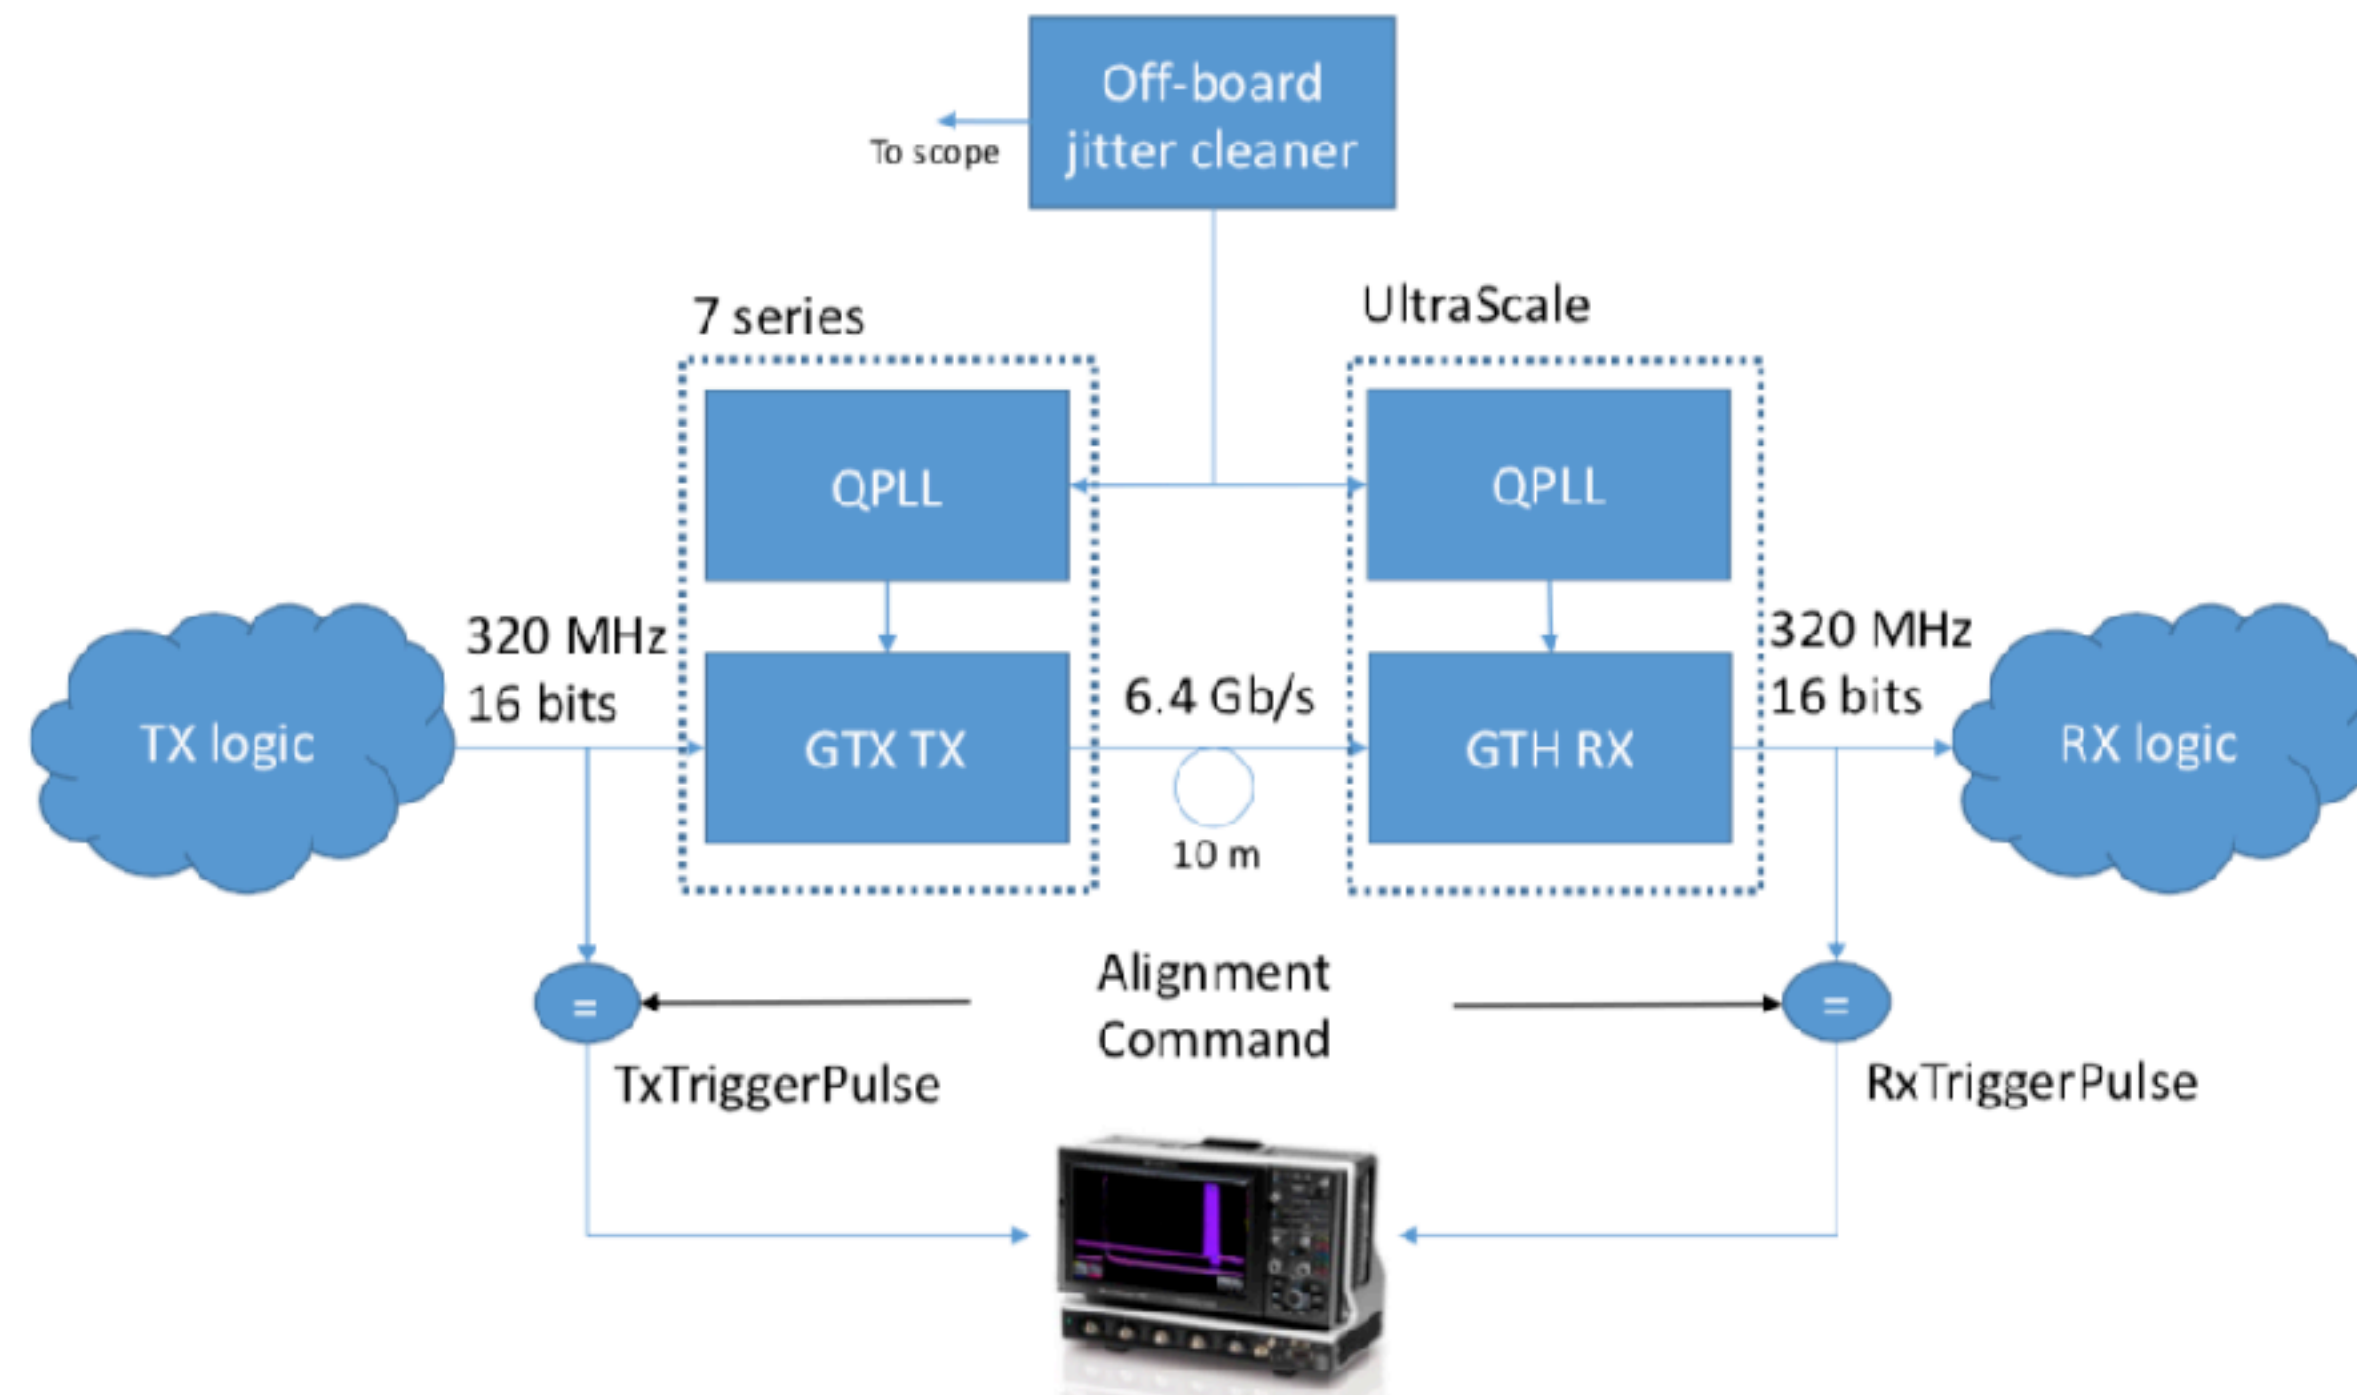 Off-board
jitter cleaner
To scope
7 series
UltraScale
QPLL
QPLL
320 MHz
16 bits
320 MHz
16 bits
6.4 Gb/s
TX logic
GTX TX
GTH RX
RX logic
10 m
Alignment
Command
=
=
TxTriggerPulse
RxTriggerPulse